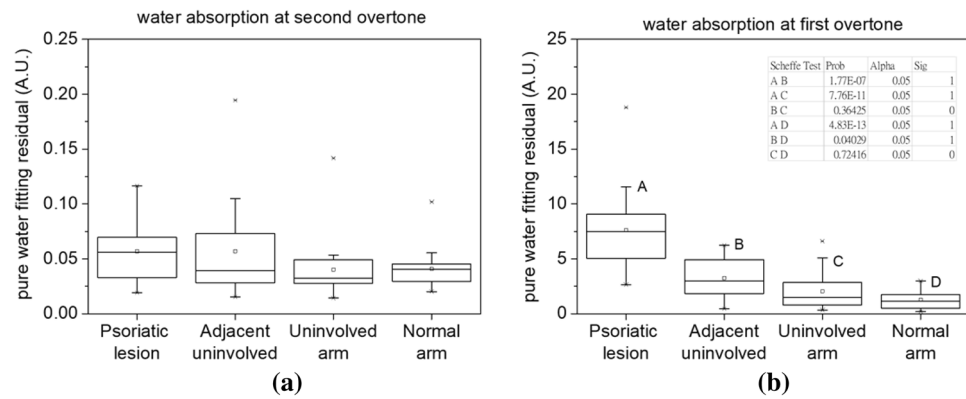 water absorption at second overtone
pure water fitting residual (A.U.)
0.25
0.20
0.15
0.10
0.05
0.00
Psoriatic lesion
Adjacent uninvolved
Uninvolved arm
Normal arm
(a)
water absorption at first overtone
pure water fitting residual (A.U.)
25
20
15
10
5
0
Scheffe Test Prob Alpha Sig
A B 1.77E-07 0.05 1
A C 7.76E-11 0.05 1
B C 0.36425 0.05 0
A D 4.83E-13 0.05 1
B D 0.04029 0.05 1
C D 0.72416 0.05 0
A
B
C
D
Psoriatic lesion
Adjacent uninvolved
Uninvolved arm
Normal arm
(b)